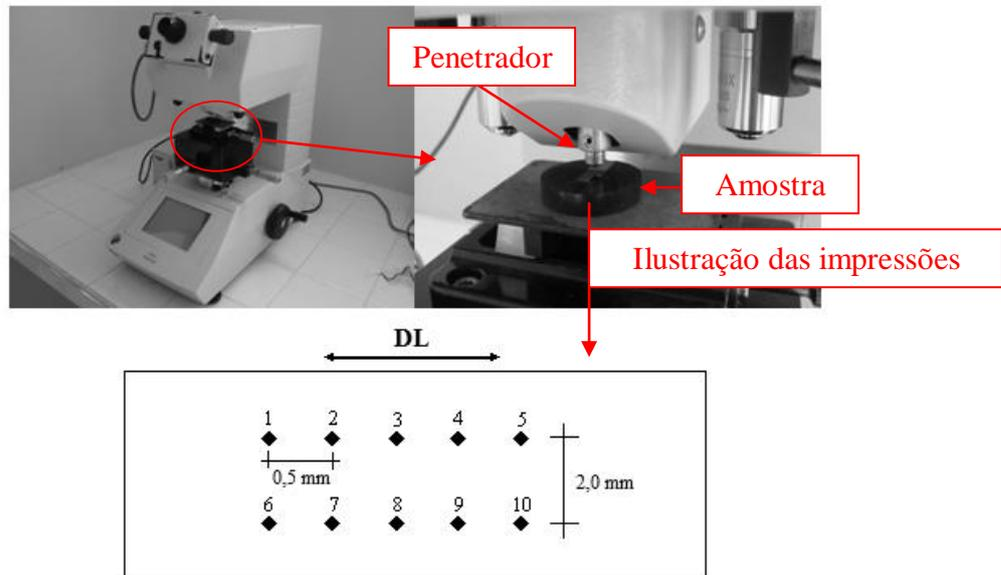 Penetrador
Amostra
Ilustração das impressões
DL
1 2 3 4 5
0,5 mm
2,0 mm
6 7 8 9 10